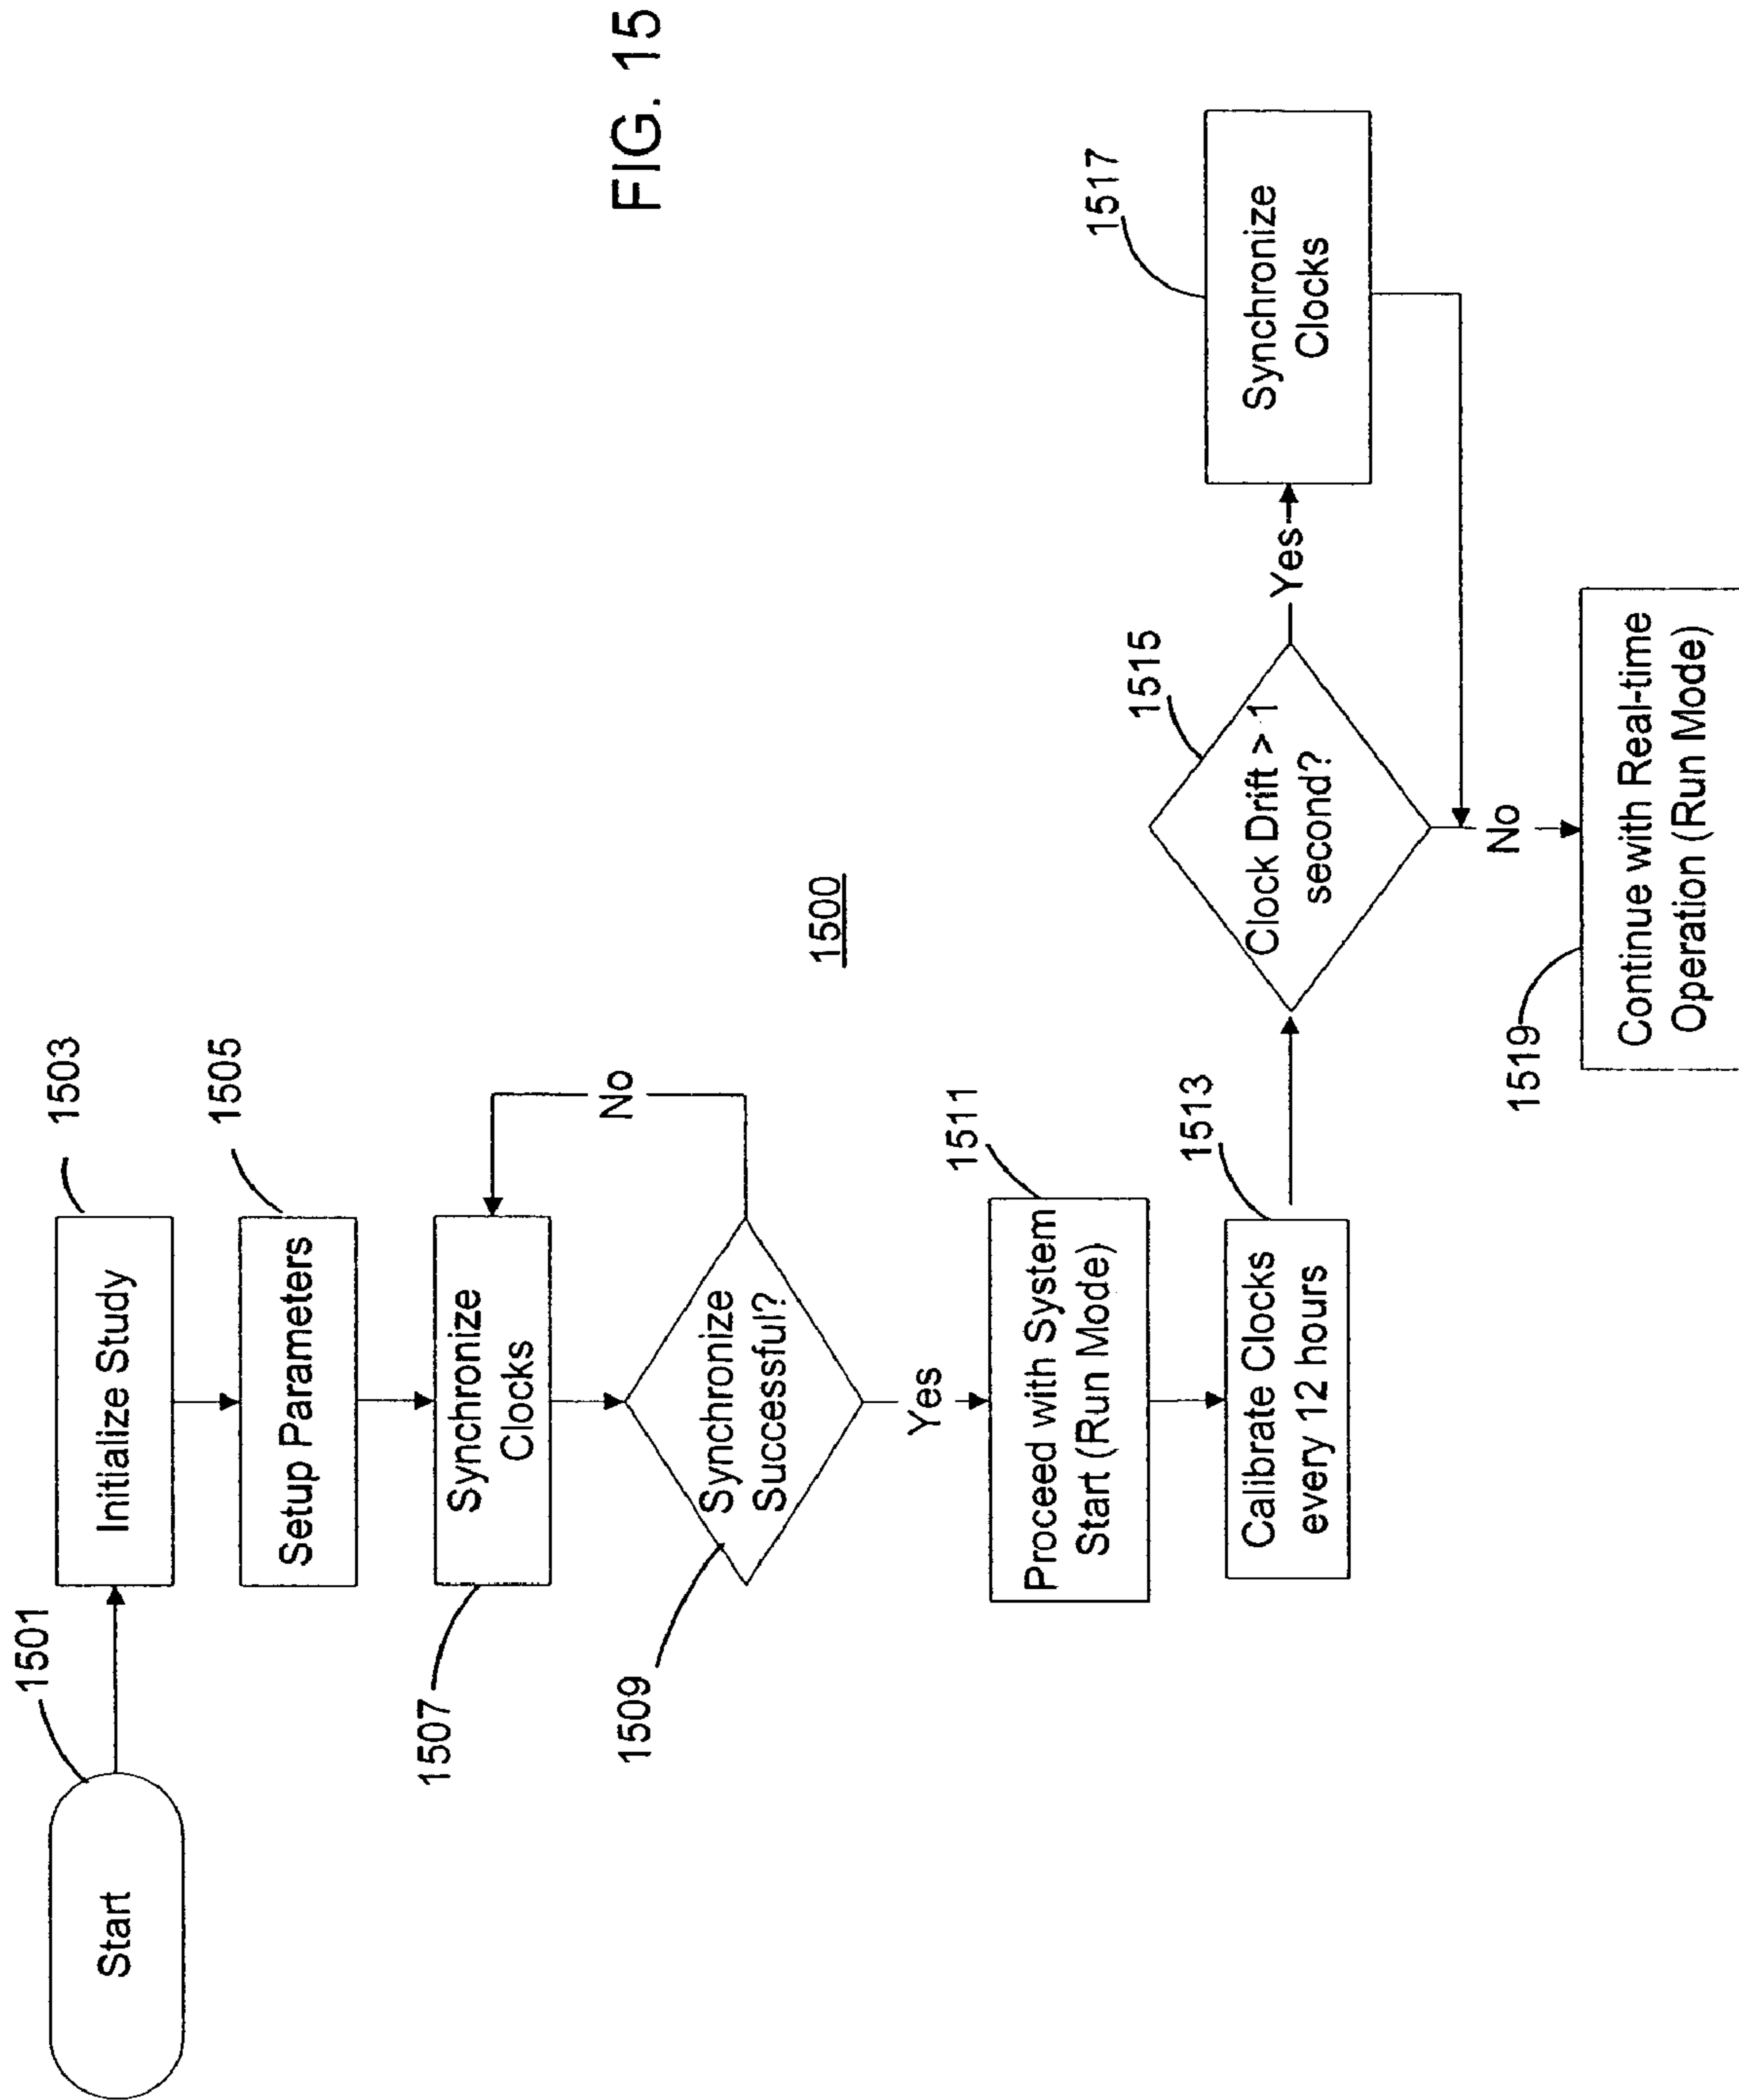 FIG. 15
1500
1501
Start
1503
Initialize Study
1505
Setup Parameters
1507
Synchronize
Clocks
1509
Synchronize
Successful?
No
Yes
1511
Proceed with System
Start (Run Mode)
1513
Calibrate Clocks
every 12 hours
1515
Clock Drift > 1
second?
Yes
1517
Synchronize
Clocks
No
1519
Continue with Real-time
Operation (Run Mode)